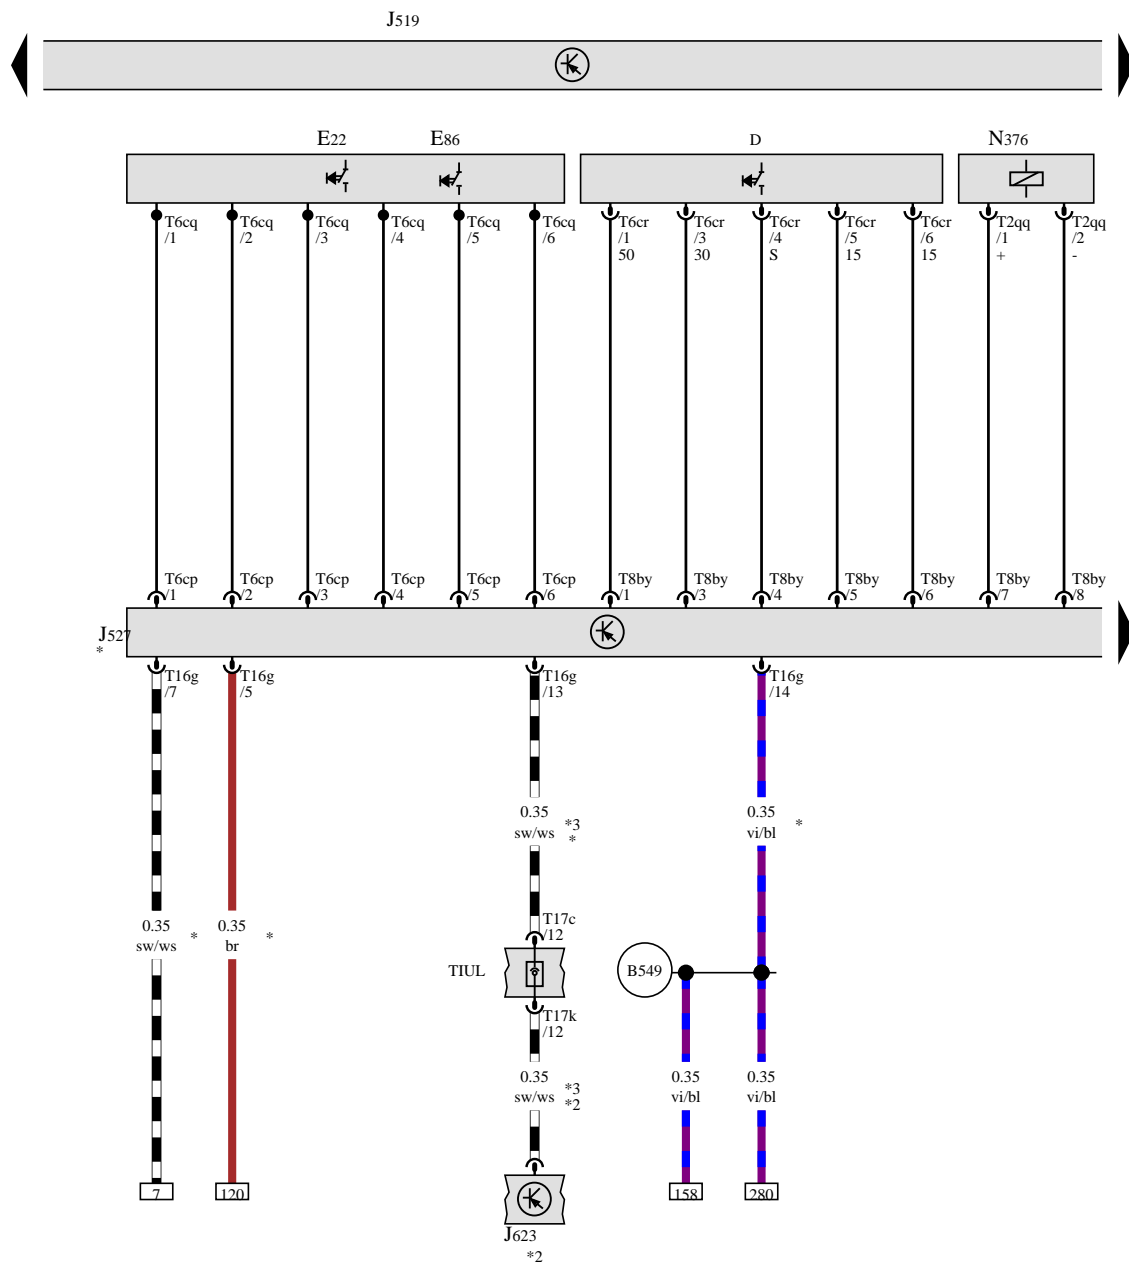 J519
E22 E86 D N376
T6cq T6cq T6cq T6cq T6cq T6cq T6cr T6cr T6cr T6cr T6cr T2qq T2qq
/1 /2 /3 /4 /5 /6 /1 /3 /4 /5 /6 /1 /2
50 30 S 15 15 + -
T6cp T6cp T6cp T6cp T6cp T6cp T8by T8by T8by T8by T8by T8by T8by
/1 /2 /3 /4 /5 /6 /1 /3 /4 /5 /6 /7 /8
J527
*
T16g T16g T16g T16g
/7 /5 /13 /14
0.35 0.35
sw/ws *3 vi/bl *
*
T17c
/12
0.35 0.35
sw/ws * br *
TIUL B549
T17k
/12
0.35 0.35 0.35
sw/ws *3 vi/bl vi/bl
*2
7 120 158 280
J623
*2